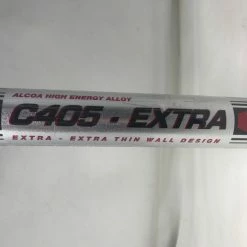 ALCOA HIGH ENERGY ALLOY
C405 - EXTRA
EXTRA - EXTRA THIN WALL DESIGN